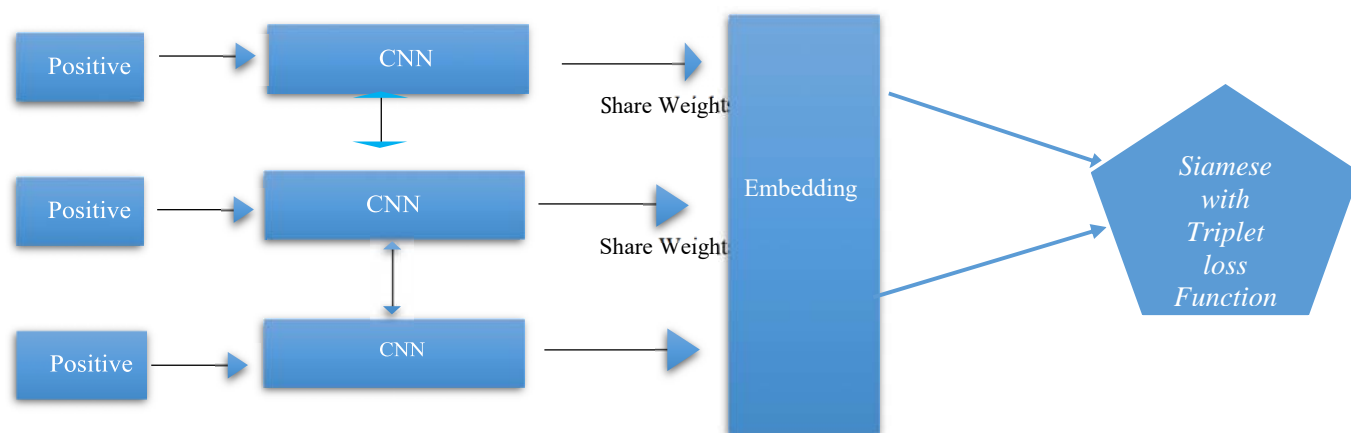 Positive
CNN
Share Weights
Positive
CNN
Share Weights
Positive
CNN
Embedding
Siamese
with
Triplet
loss
Function